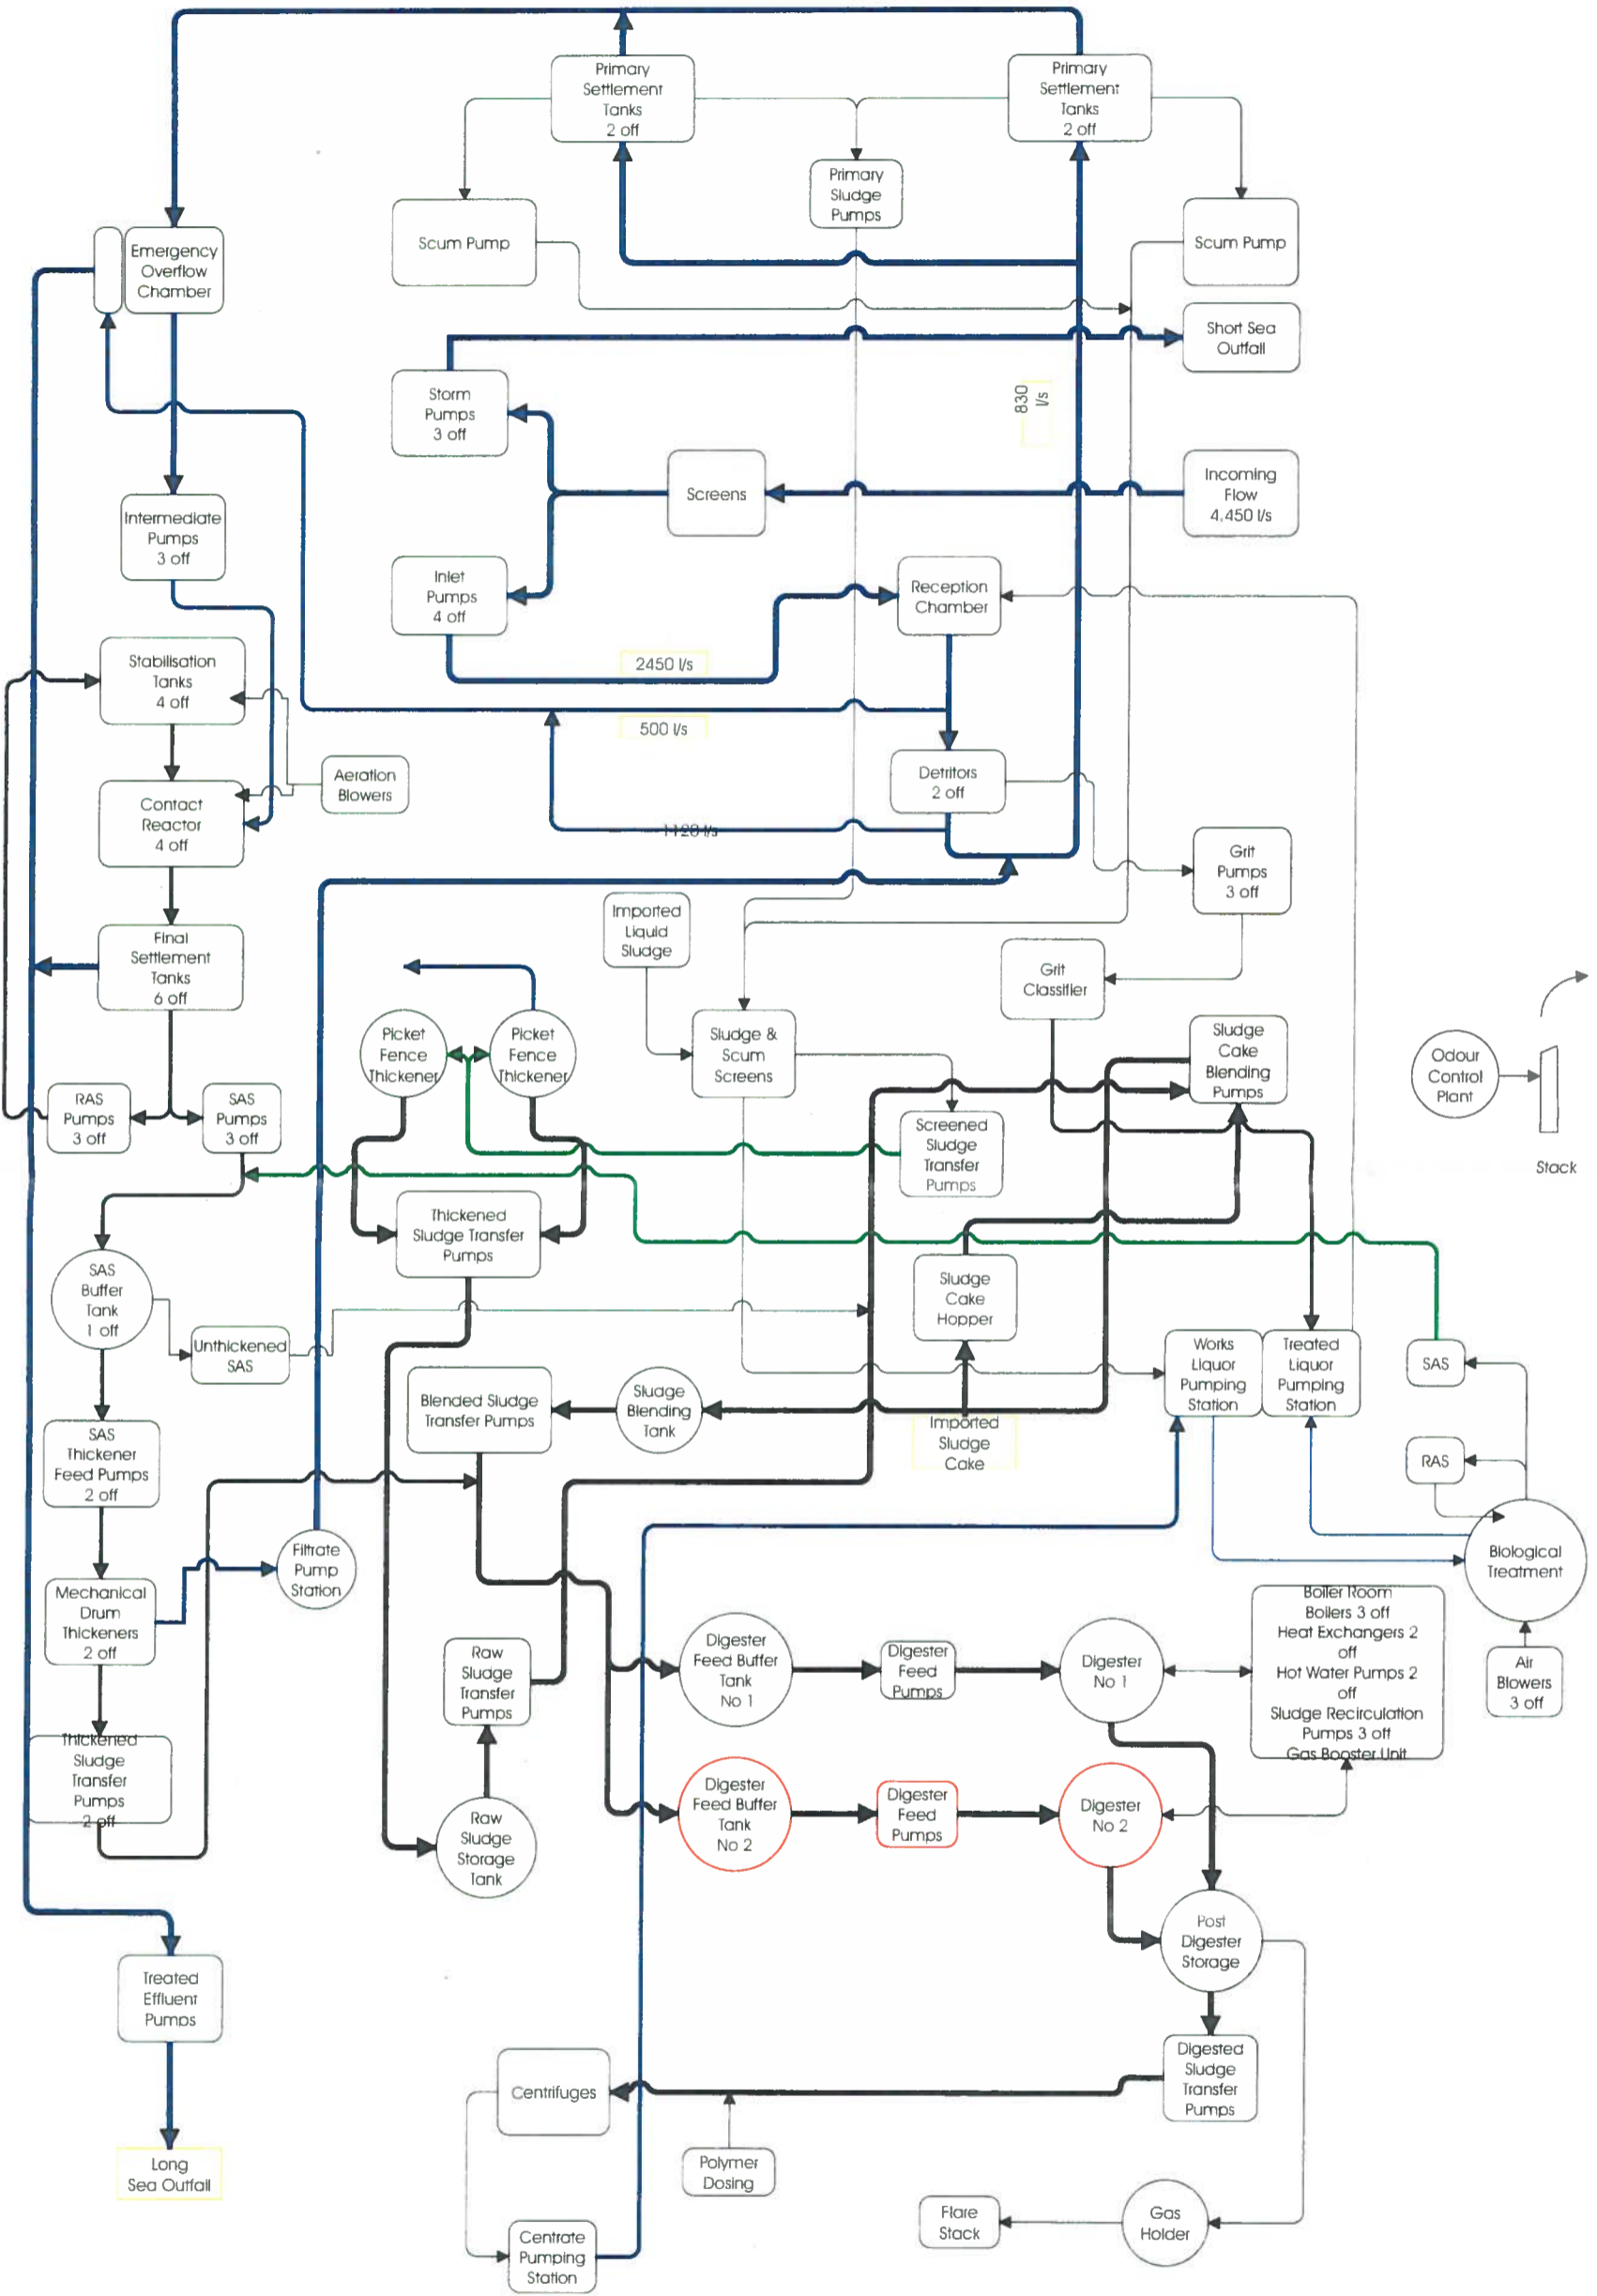 Primary
Settlement
Tanks
2 off
Primary
Settlement
Tanks
2 off
Primary
Sludge
Pumps
Scum Pump
Scum Pump
Emergency
Overflow
Chamber
Short Sea
Outfall
Storm
Pumps
3 off
830
l/s
Screens
Incoming
Flow
4,450 l/s
Intermediate
Pumps
3 off
Inlet
Pumps
4 off
Reception
Chamber
2450 l/s
Stabilisation
Tanks
4 off
500 l/s
Aeration
Blowers
Detritors
2 off
Contact
Reactor
4 off
1120 l/s
Grit
Pumps
3 off
Imported
Liquid
Sludge
Final
Settlement
Tanks
6 off
Grit
Classifier
Picket
Fence
Thickener
Picket
Fence
Thickener
Sludge &
Scum
Screens
Sludge
Cake
Blending
Pumps
Odour
Control
Plant
Stack
RAS
Pumps
3 off
SAS
Pumps
3 off
Screened
Sludge
Transfer
Pumps
Thickened
Sludge Transfer
Pumps
SAS
Buffer
Tank
1 off
Sludge
Cake
Hopper
Unthickened
SAS
Works
Liquor
Pumping
Station
Treated
Liquor
Pumping
Station
SAS
Blended Sludge
Transfer Pumps
Sludge
Blending
Tank
Imported
Sludge
Cake
SAS
Thickener
Feed Pumps
2 off
RAS
Filtrate
Pump
Station
Biological
Treatment
Mechanical
Drum
Thickeners
2 off
Boiler Room
Boilers 3 off
Heat Exchangers 2
off
Hot Water Pumps 2
off
Sludge Recirculation
Pumps 3 off
Gas Booster Unit
Raw
Sludge
Transfer
Pumps
Digester
Feed Buffer
Tank
No 1
Digester
Feed
Pumps
Digester
No 1
Air
Blowers
3 off
Thickened
Sludge
Transfer
Pumps
2 off
Raw
Sludge
Storage
Tank
Digester
Feed Buffer
Tank
No 2
Digester
Feed
Pumps
Digester
No 2
Post
Digester
Storage
Treated
Effluent
Pumps
Digested
Sludge
Transfer
Pumps
Centrifuges
Polymer
Dosing
Long
Sea Outfall
Flare
Stack
Gas
Holder
Centrate
Pumping
Station